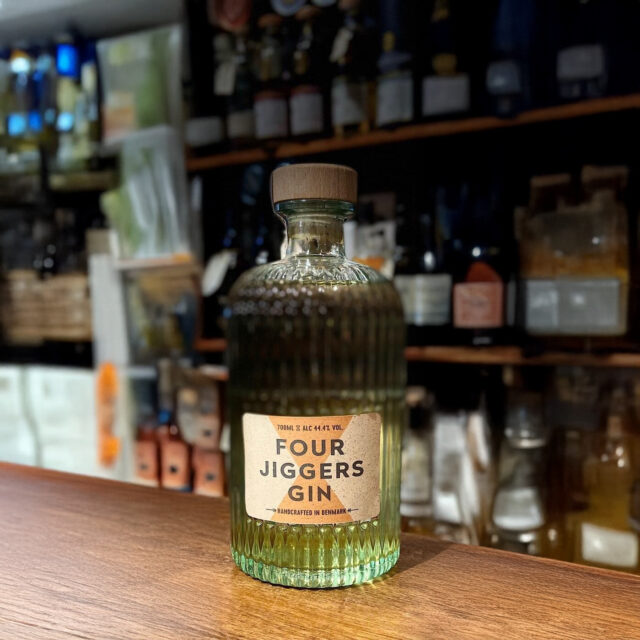 700ML ⧖ ALC 44.4% VOL.
FOUR
JIGGERS
GIN
HANDCRAFTED IN DENMARK